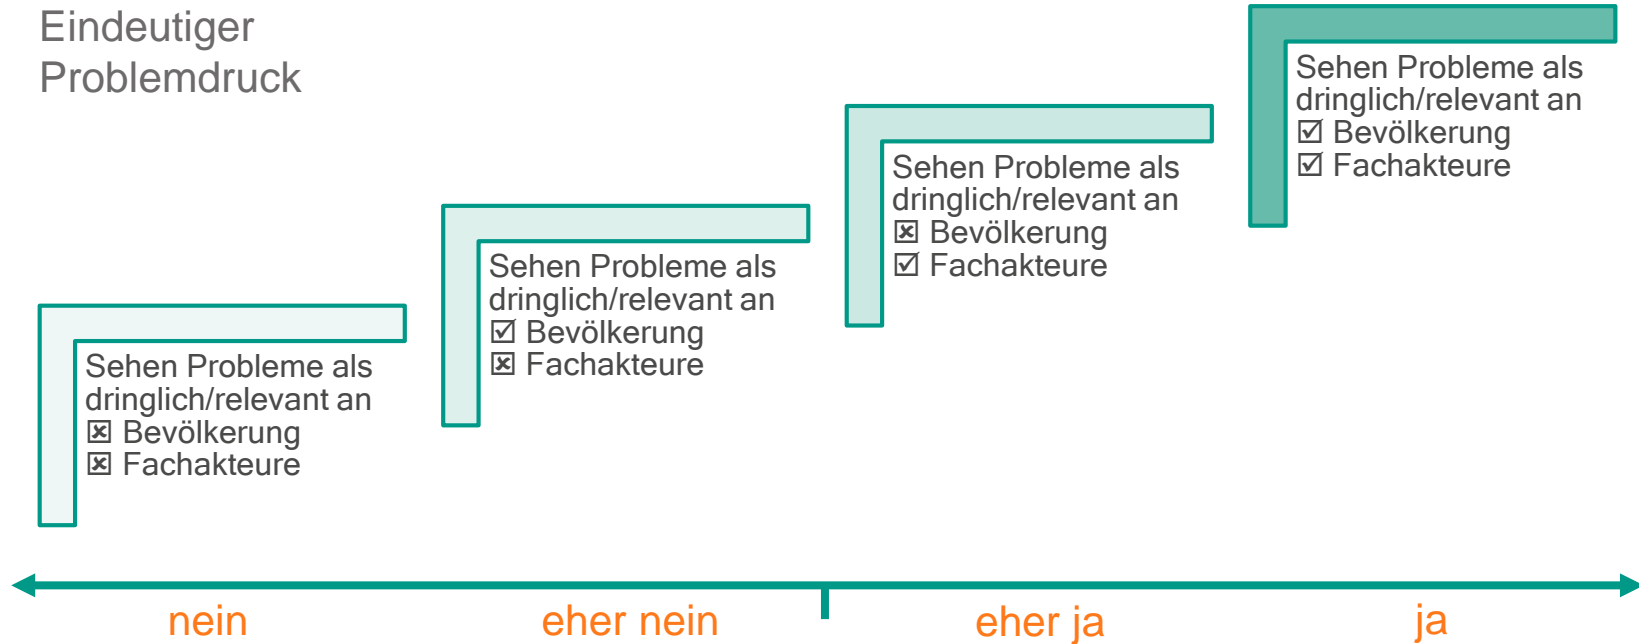 Eindeutiger
Problemdruck
Sehen Probleme als
dringlich/relevant an
☒ Bevölkerung
☒ Fachakteure
Sehen Probleme als
dringlich/relevant an
☑ Bevölkerung
☒ Fachakteure
Sehen Probleme als
dringlich/relevant an
☒ Bevölkerung
☑ Fachakteure
Sehen Probleme als
dringlich/relevant an
☑ Bevölkerung
☑ Fachakteure
nein
eher nein
eher ja
ja